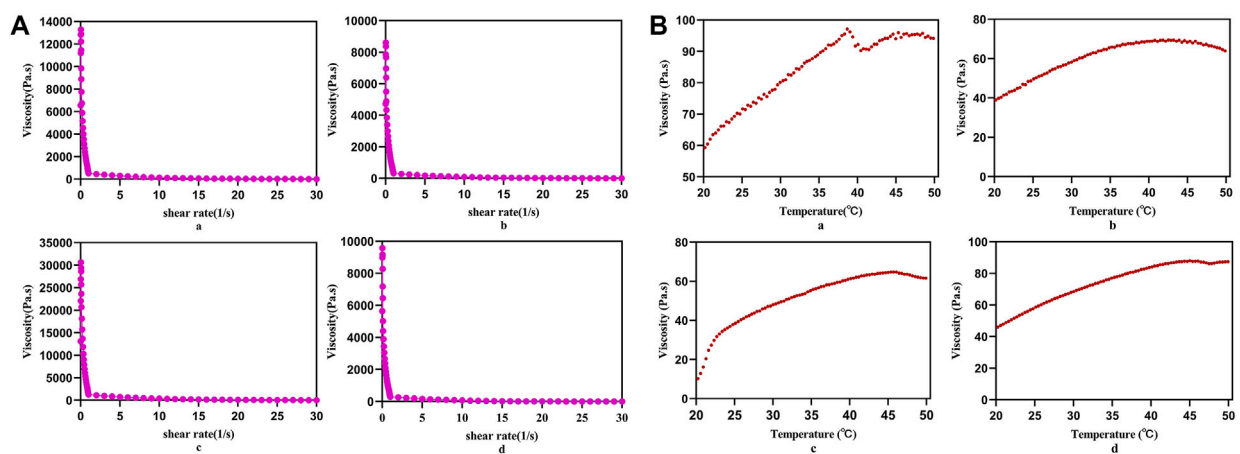 A
Viscosity(Pa.s)
14000
12000
10000
8000
6000
4000
2000
0
0 5 10 15 20 25 30
shear rate(1/s)
a
Viscosity(Pa.s)
10000
8000
6000
4000
2000
0
0 5 10 15 20 25 30
shear rate(1/s)
b
Viscosity(Pa.s)
35000
30000
25000
20000
15000
10000
5000
0
0 5 10 15 20 25 30
shear rate(1/s)
c
Viscosity(Pa.s)
10000
8000
6000
4000
2000
0
0 5 10 15 20 25 30
shear rate(1/s)
d
B
Viscosity (Pa.s)
100
90
80
70
60
50
20 25 30 35 40 45 50
Temperature(℃)
a
Viscosity (Pa.s)
80
60
40
20
0
20 25 30 35 40 45 50
Temperature (℃)
b
Viscosity (Pa.s)
80
60
40
20
0
20 25 30 35 40 45 50
Temperature (℃)
c
Viscosity (Pa.s)
100
80
60
40
20
0
20 25 30 35 40 45 50
Temperature (℃)
d